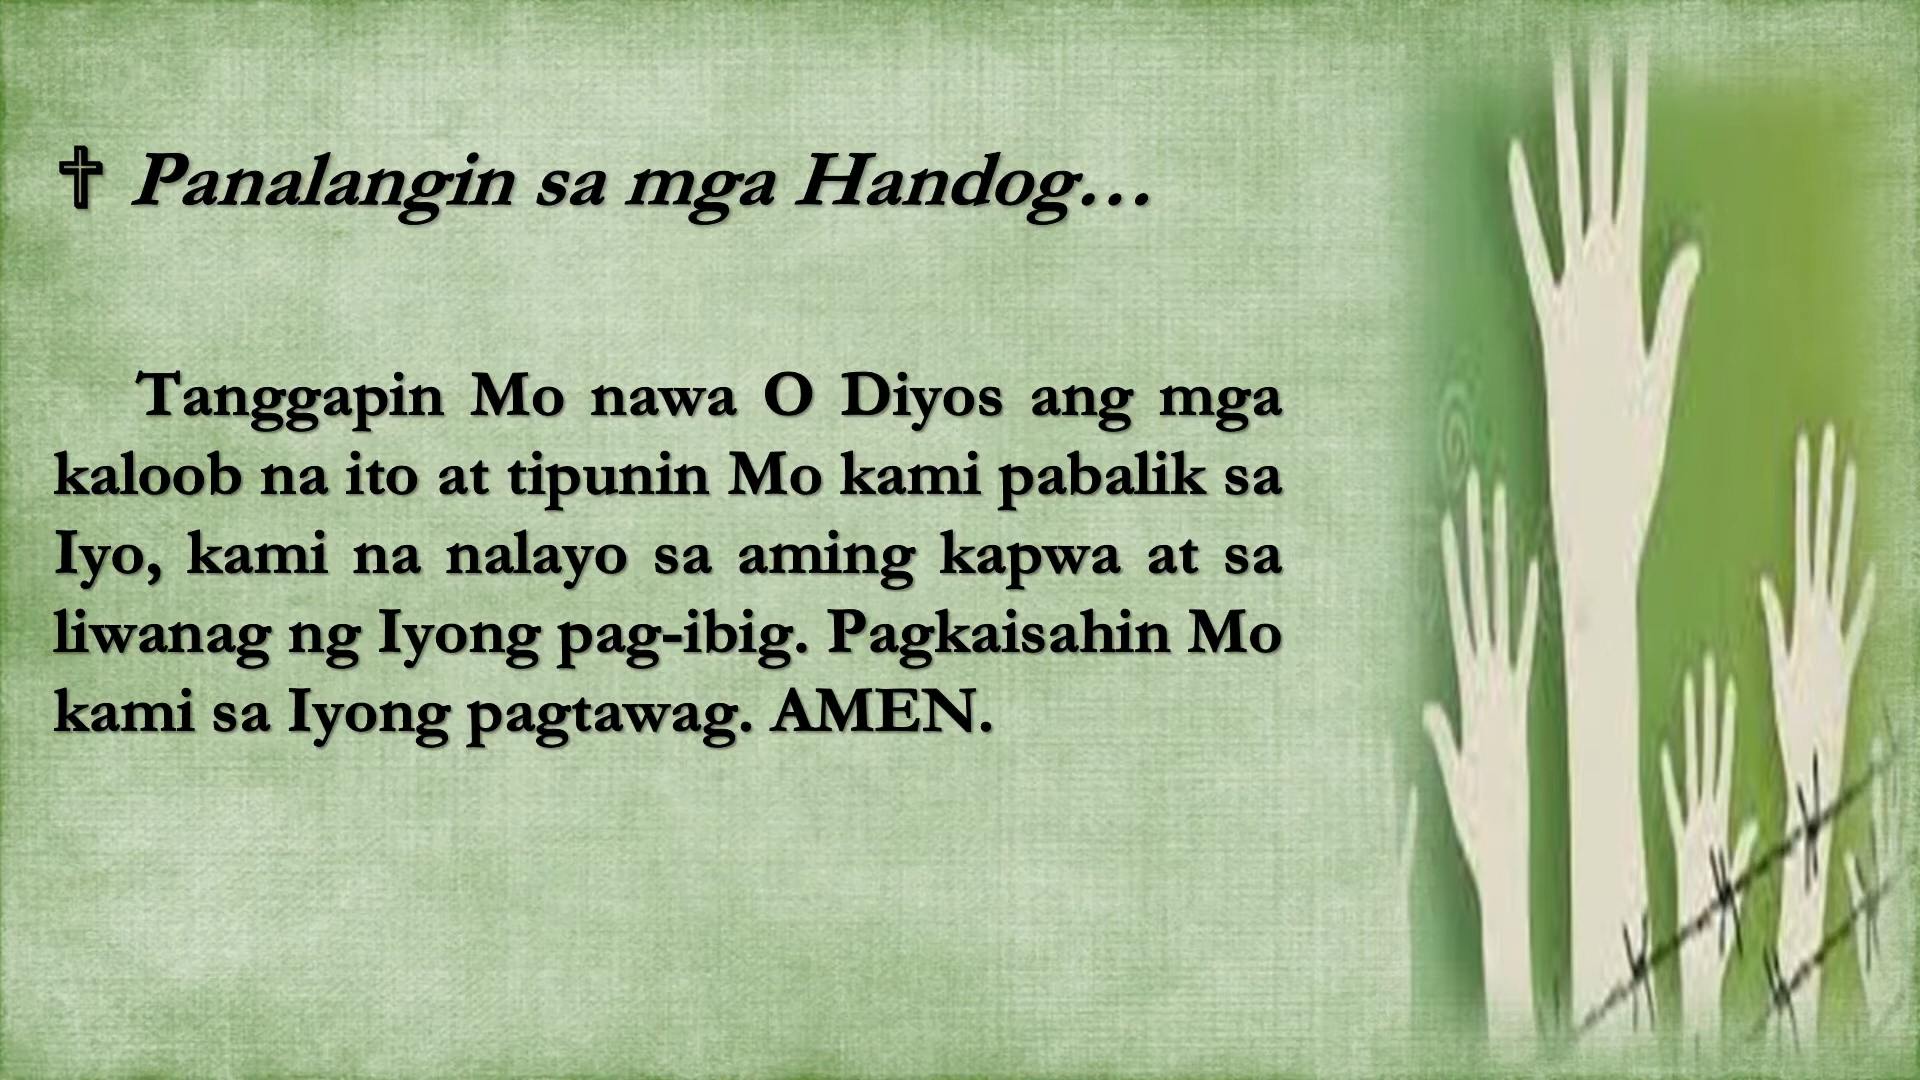 ✝ Panalangin sa mga Handog…
Tanggapin Mo nawa O Diyos ang mga
kaloob na ito at tipunin Mo kami pabalik sa
Iyo, kami na nalayo sa aming kapwa at sa
liwanag ng Iyong pag-ibig. Pagkaisahin Mo
kami sa Iyong pagtawag. AMEN.